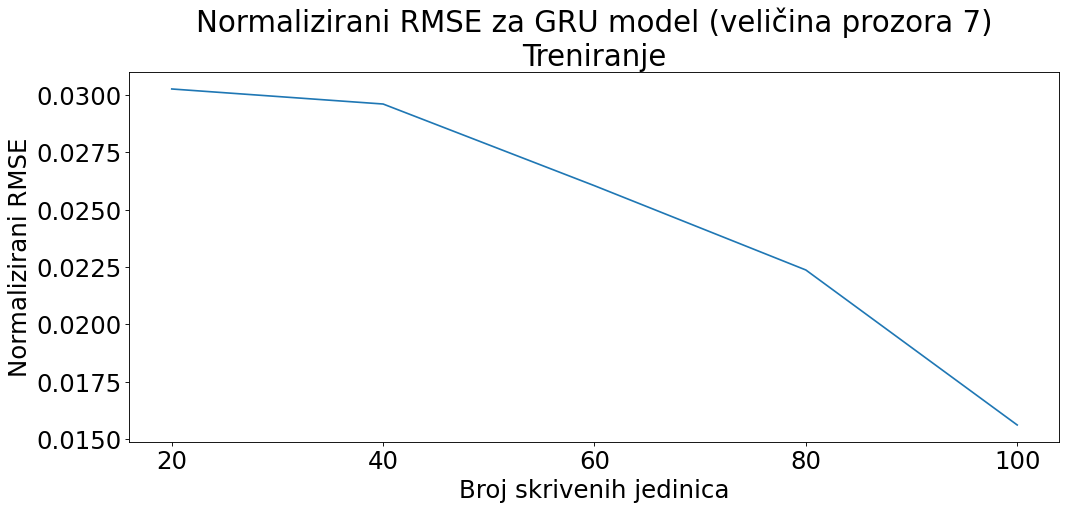 Normalizirani RMSE za GRU model (veličina prozora 7)
Treniranje
Normalizirani RMSE
0.0300
0.0275
0.0250
0.0225
0.0200
0.0175
0.0150
20 40 60 80 100
Broj skrivenih jedinica